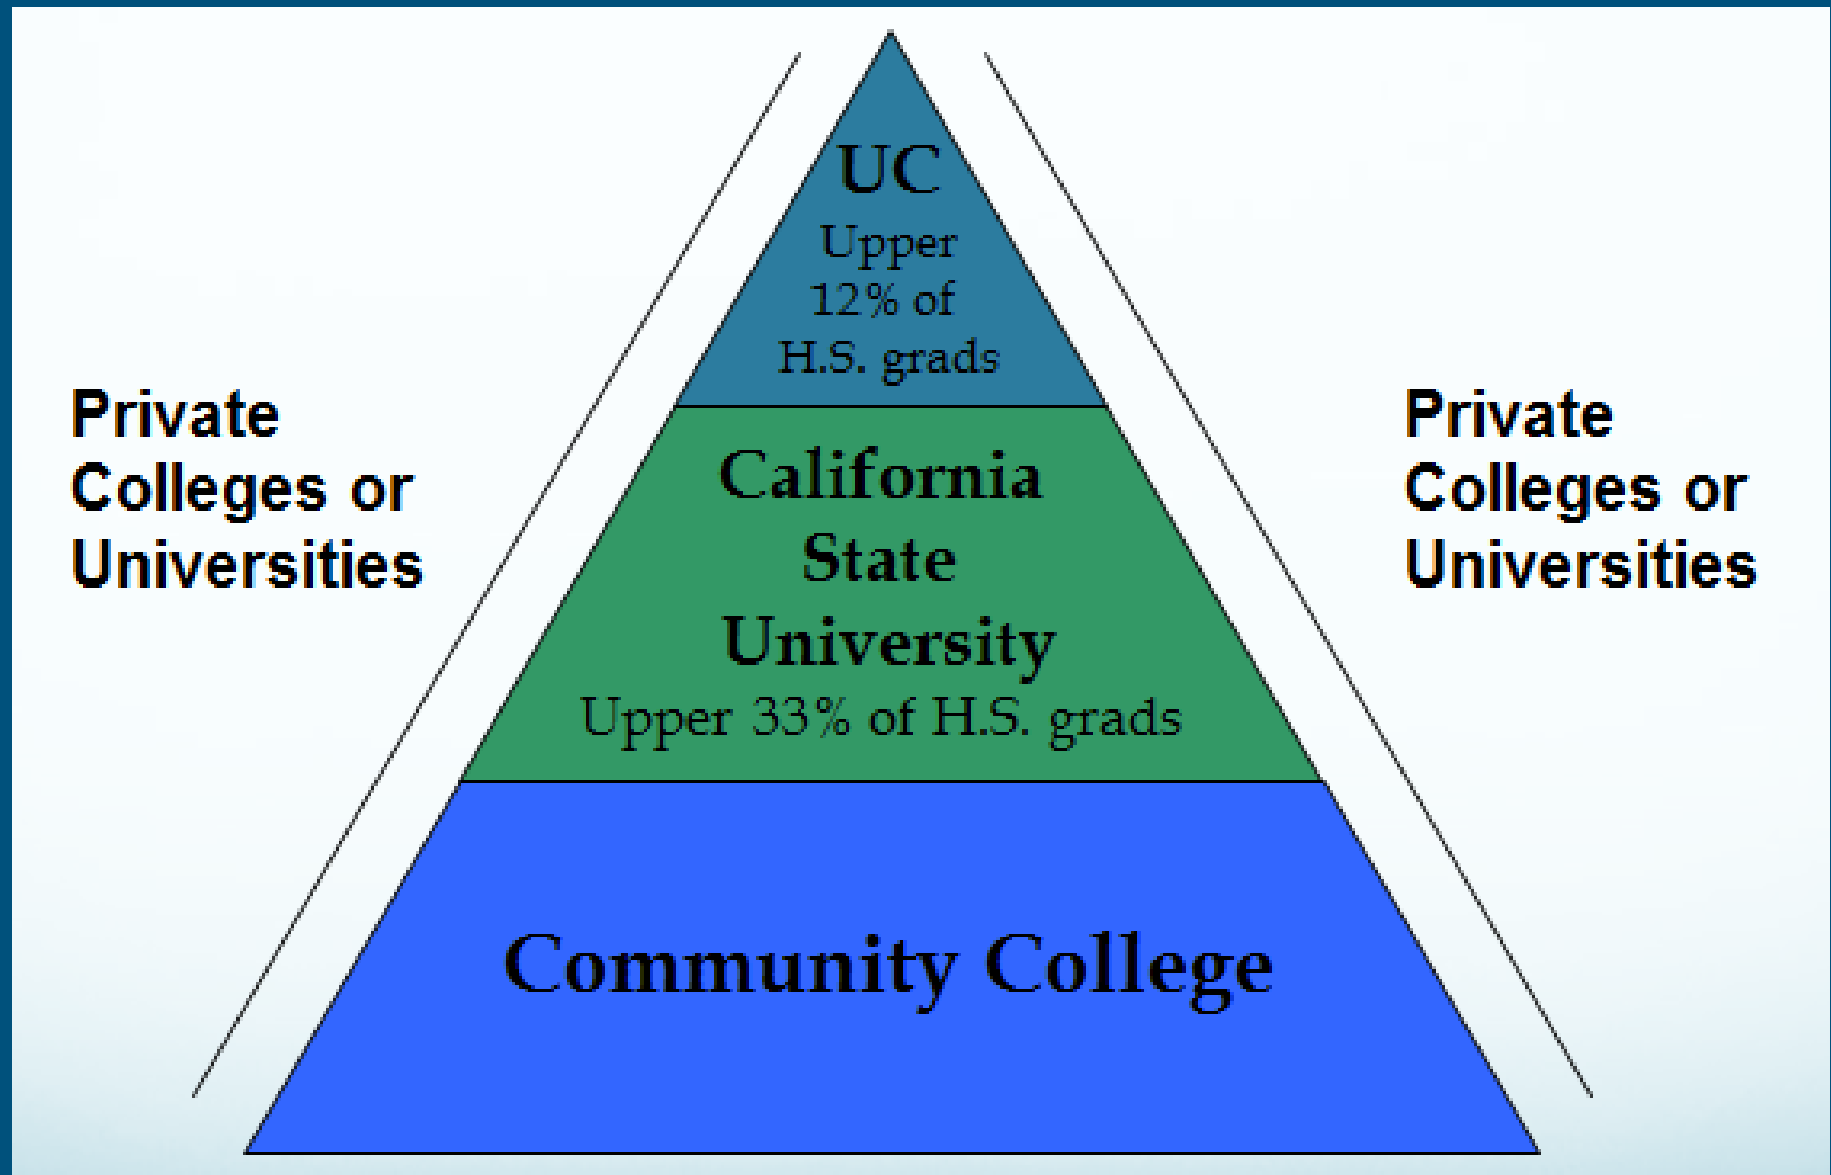 UC
Upper
12% of
H.S. grads
Private
Colleges or
Universities
California
State
University
Upper 33% of H.S. grads
Private
Colleges or
Universities
Community College